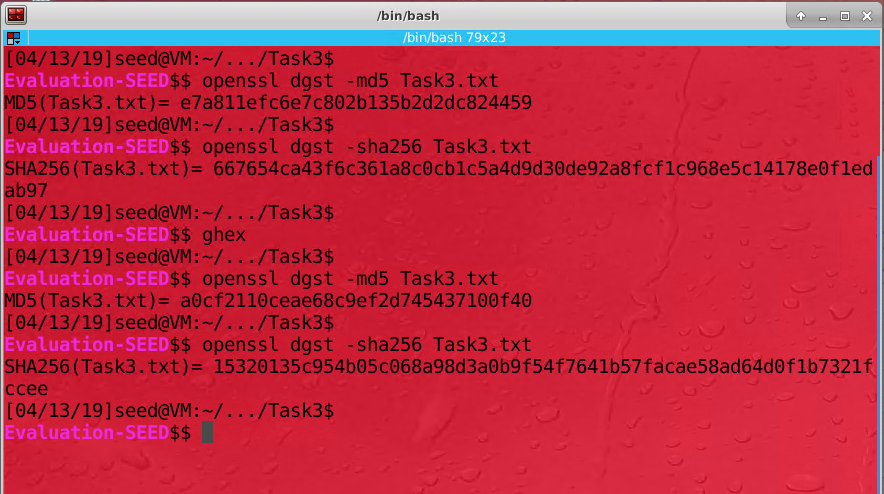 /bin/bash
/bin/bash 79x23
[04/13/19]seed@VM:~/.../Task3$
Evaluation-SEED$$ openssl dgst -md5 Task3.txt
MD5(Task3.txt)= e7a811efc6e7c802b135b2d2dc824459
[04/13/19]seed@VM:~/.../Task3$
Evaluation-SEED$$ openssl dgst -sha256 Task3.txt
SHA256(Task3.txt)= 667654ca43f6c361a8c0cb1c5a4d9d30de92a8fcf1c968e5c14178e0f1ed
ab97
[04/13/19]seed@VM:~/.../Task3$
Evaluation-SEED$$ ghex
[04/13/19]seed@VM:~/.../Task3$
Evaluation-SEED$$ openssl dgst -md5 Task3.txt
MD5(Task3.txt)= a0cf2110ceae68c9ef2d745437100f40
[04/13/19]seed@VM:~/.../Task3$
Evaluation-SEED$$ openssl dgst -sha256 Task3.txt
SHA256(Task3.txt)= 15320135c954b05c068a98d3a0b9f54f7641b57facae58ad64d0f1b7321f
ccee
[04/13/19]seed@VM:~/.../Task3$
Evaluation-SEED$$